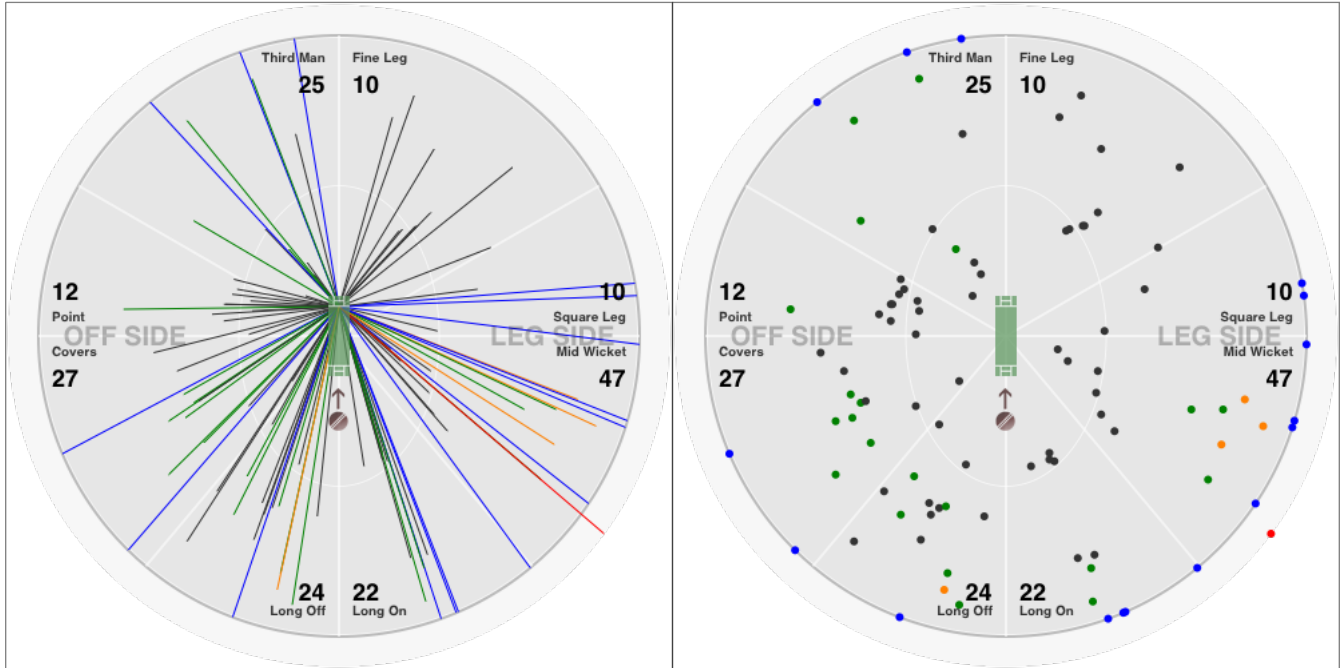 Third Man Fine Leg
25 10
12 10
Point Square Leg
OFF SIDE LEG SIDE
Covers Mid Wicket
27 47
24 22
Long Off Long On
Third Man Fine Leg
25 10
12 10
Point Square Leg
OFF SIDE LEG SIDE
Covers Mid Wicket
27 47
24 22
Long Off Long On